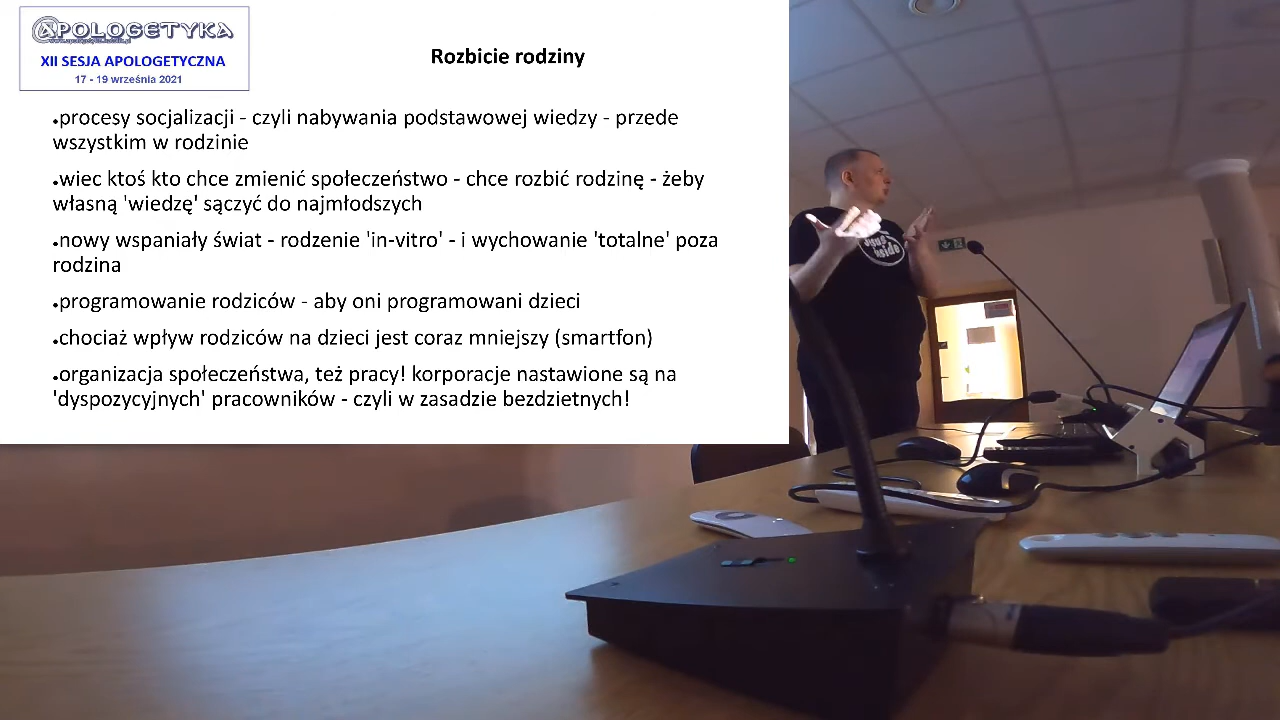 @POLOGETYKA
XII SESJA APOLOGETYCZNA
17 - 19 września 2021
Rozbicie rodziny
•procesy socjalizacji - czyli nabywania podstawowej wiedzy - przede
wszystkim w rodzinie
•wiec ktoś kto chce zmienić społeczeństwo - chce rozbić rodzinę - żeby
własną 'wiedzę' sączyć do najmłodszych
•nowy wspaniały świat - rodzenie 'in-vitro' - i wychowanie 'totalne' poza
rodzina
•programowanie rodziców - aby oni programowani dzieci
•chociaż wpływ rodziców na dzieci jest coraz mniejszy (smartfon)
•organizacja społeczeństwa, też pracy! korporacje nastawione są na
'dyspozycyjnych' pracowników - czyli w zasadzie bezdzietnych!
inside